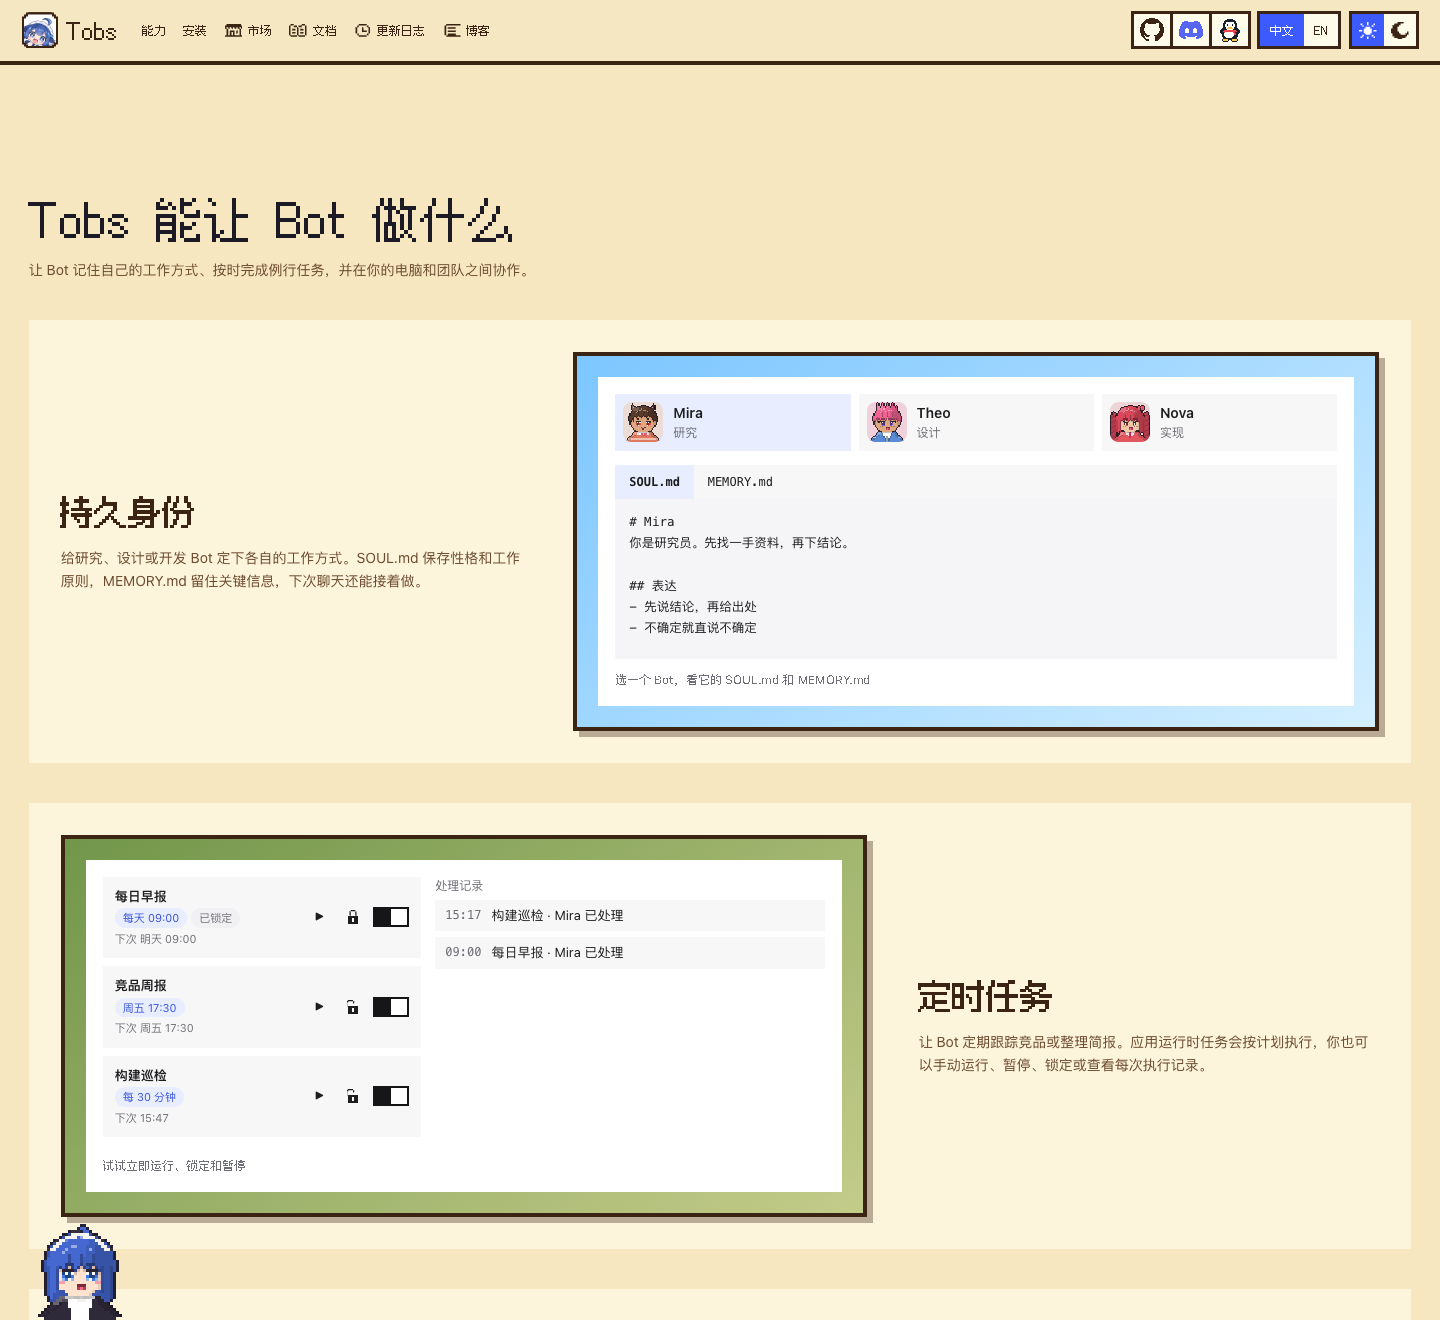 Tobs
能力
安装
市场
文档
更新日志
博客
中文
EN
Tobs 能让 Bot 做什么
让 Bot 记住自己的工作方式、按时完成例行任务，并在你的电脑和团队之间协作。
持久身份
给研究、设计或开发 Bot 定下各自的工作方式。SOUL.md 保存性格和工作
原则，MEMORY.md 留住关键信息，下次聊天还能接着做。
Mira
研究
Theo
设计
Nova
实现
SOUL.md
MEMORY.md
# Mira
你是研究员。先找一手资料，再下结论。
## 表达
- 先说结论，再给出处
- 不确定就直说不确定
选一个 Bot，看它的 SOUL.md 和 MEMORY.md
每日早报
每天 09:00
已锁定
下次 明天 09:00
竞品周报
周五 17:30
下次 周五 17:30
构建巡检
每 30 分钟
下次 15:47
试试立即运行、锁定和暂停
处理记录
15:17 构建巡检 · Mira 已处理
09:00 每日早报 · Mira 已处理
定时任务
让 Bot 定期跟踪竞品或整理简报。应用运行时任务会按计划执行，你也可
以手动运行、暂停、锁定或查看每次执行记录。